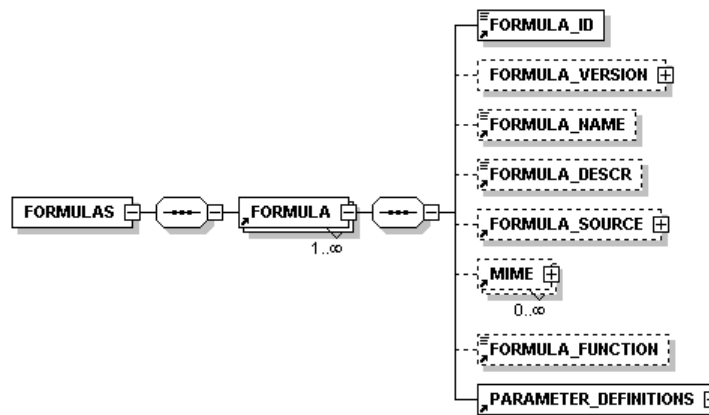 FORMULA_ID
FORMULA_VERSION
FORMULA_NAME
FORMULA_DESCR
FORMULAS
FORMULA
1..∞
FORMULA_SOURCE
MIME
0..∞
FORMULA_FUNCTION
PARAMETER_DEFINITIONS